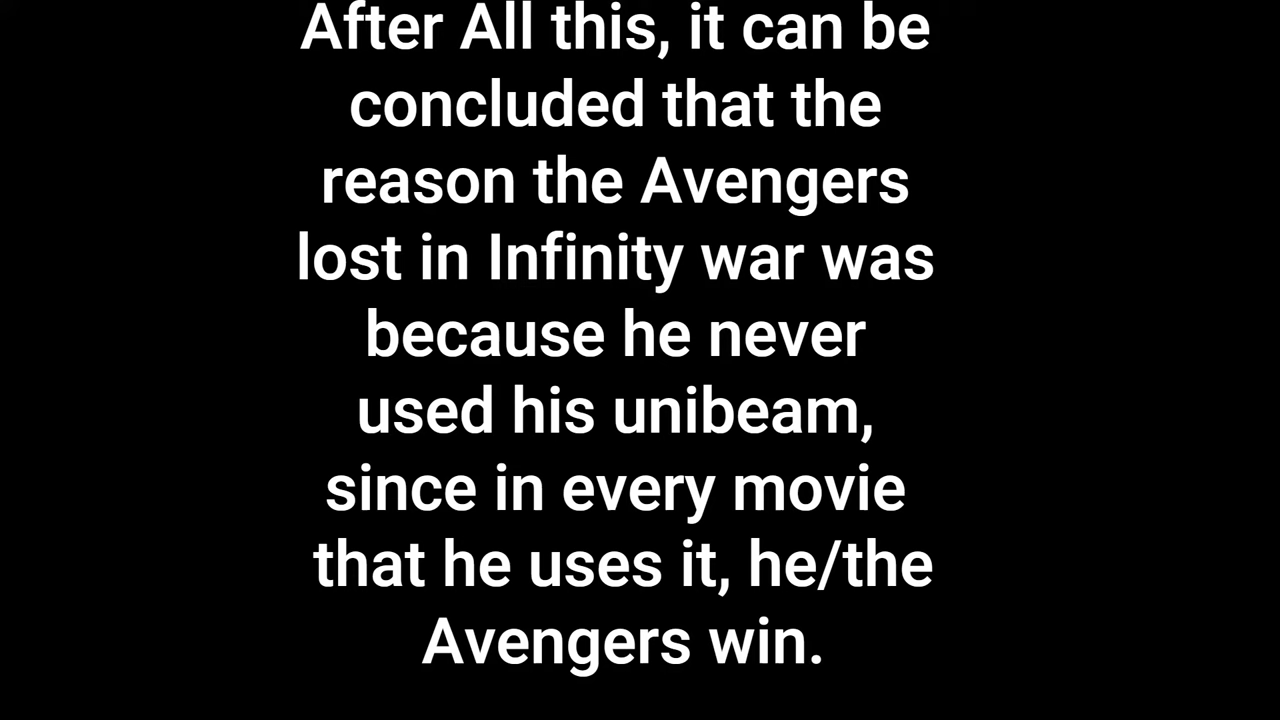 After All this, it can be
concluded that the
reason the Avengers
lost in Infinity war was
because he never
used his unibeam,
since in every movie
that he uses it, he/the
Avengers win.